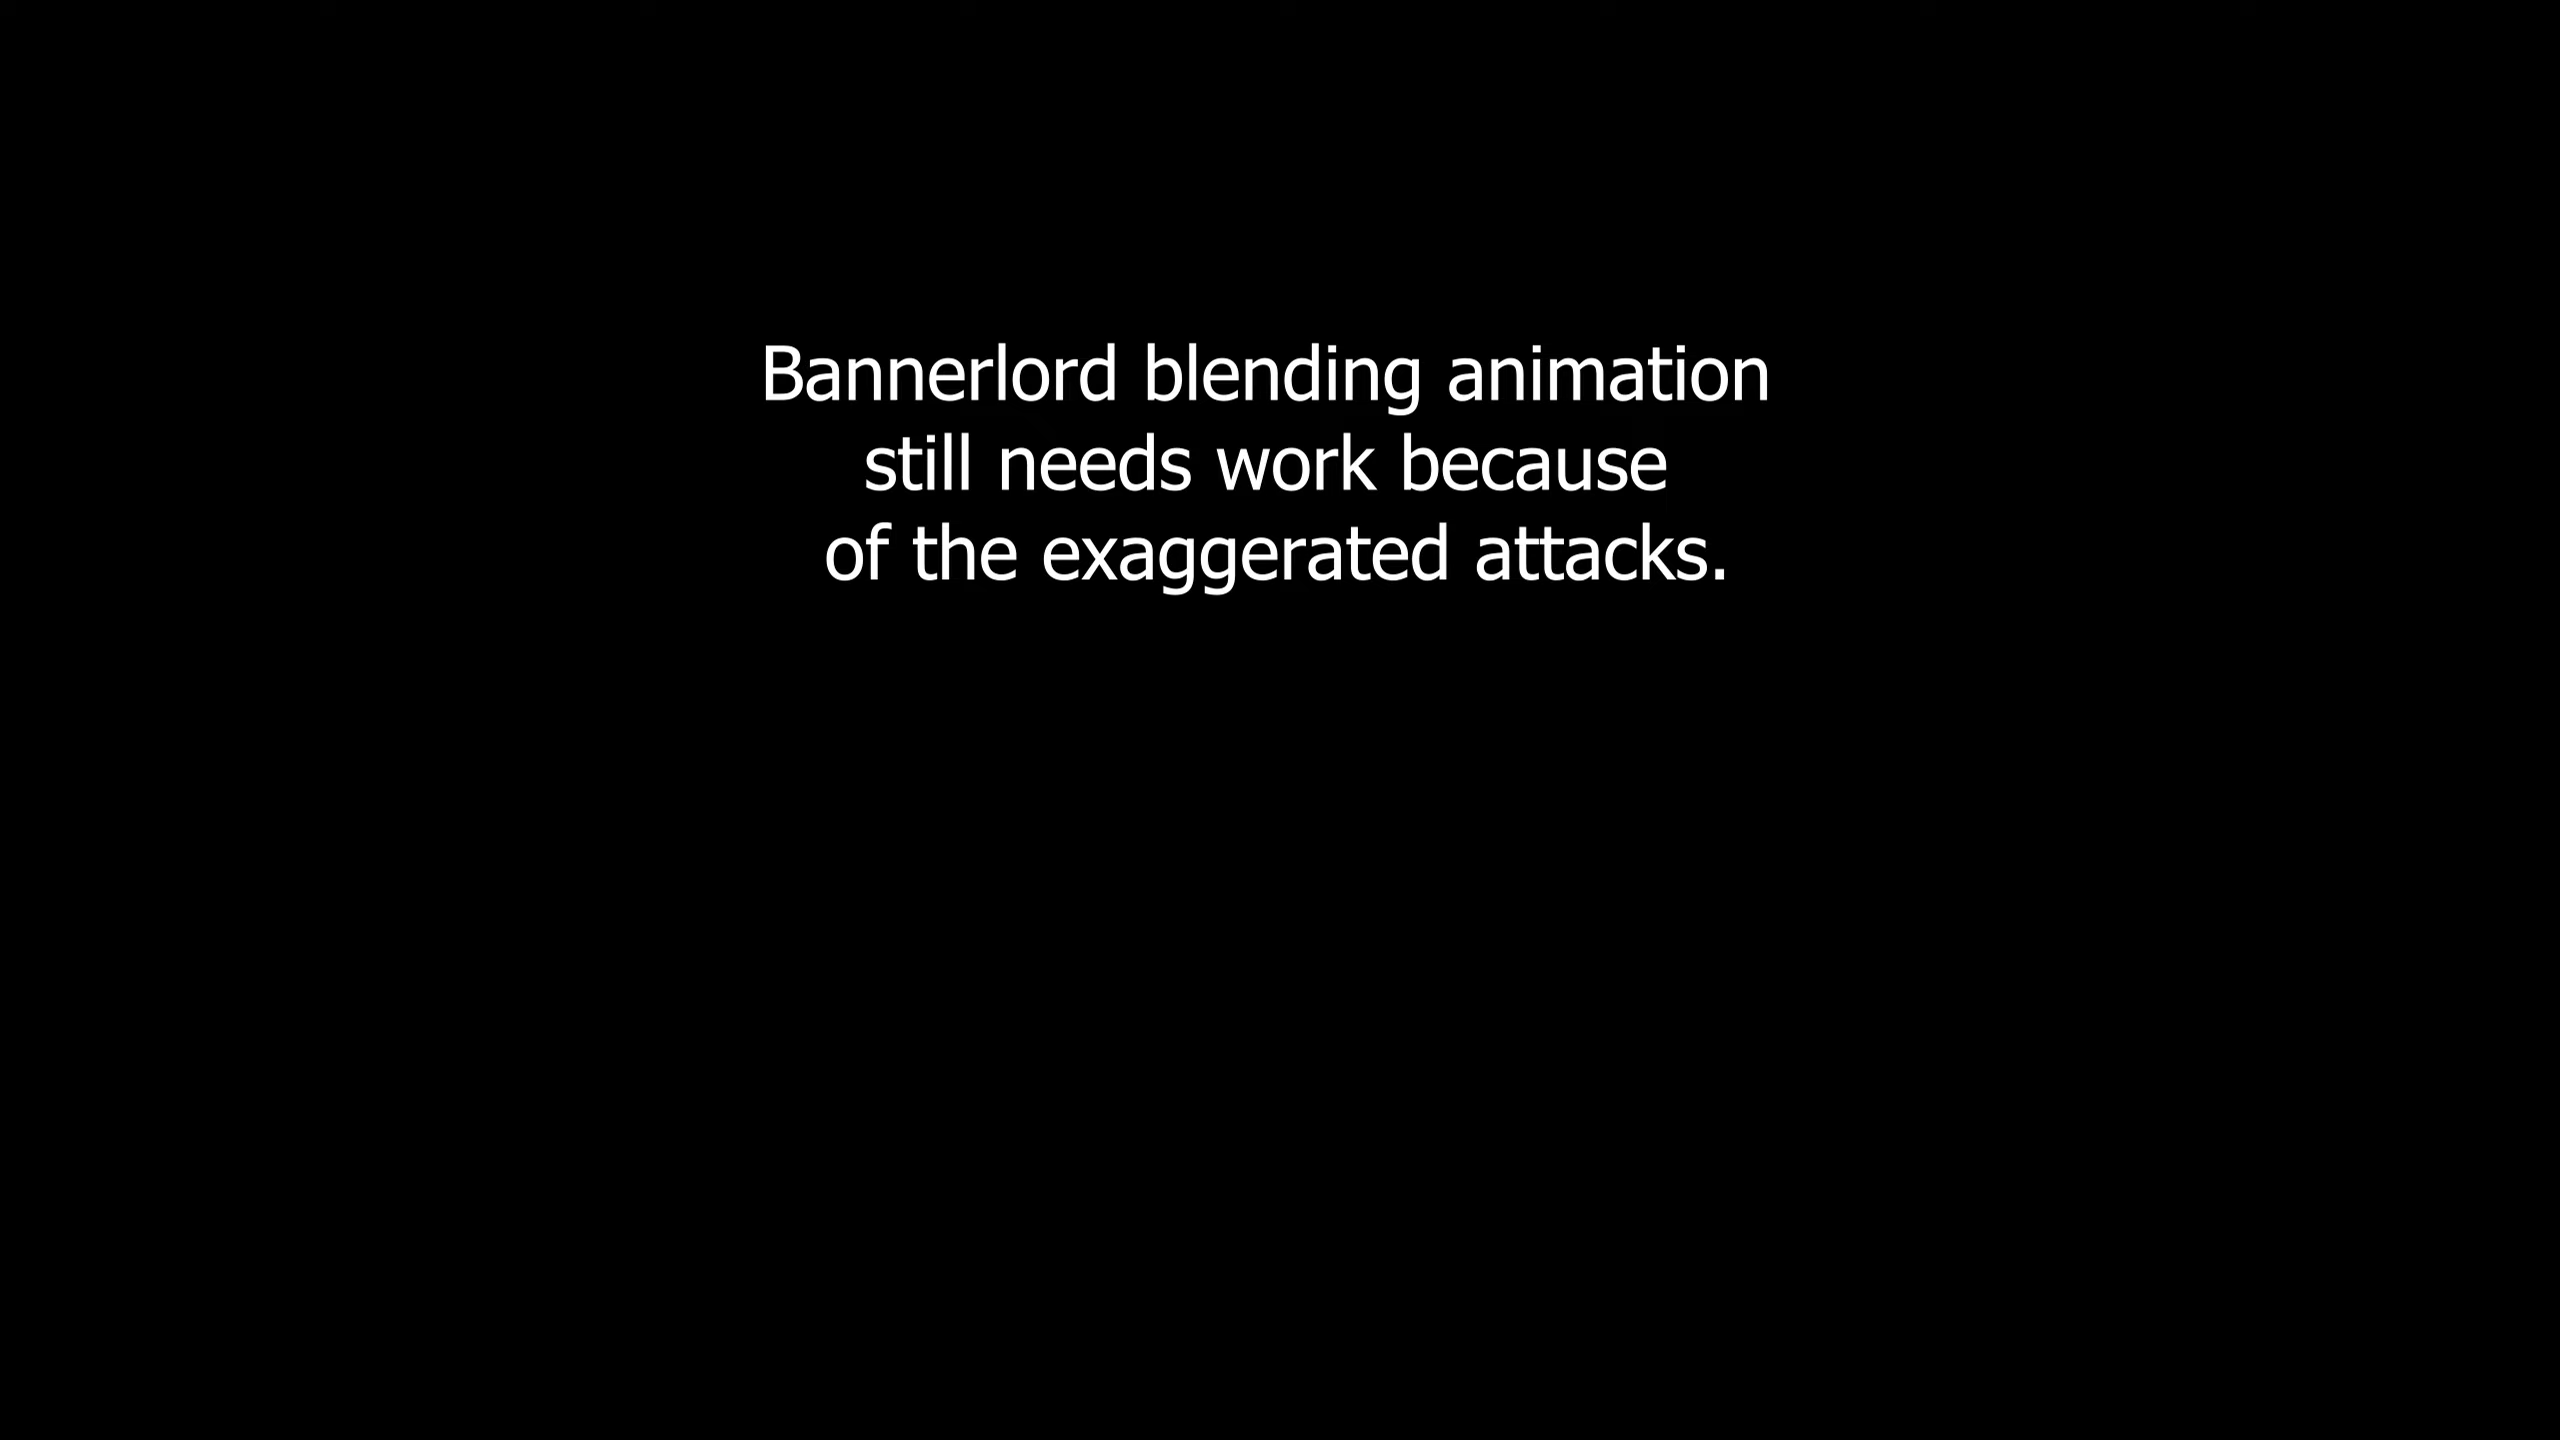 Bannerlord blending animation
still needs work because
of the exaggerated attacks.